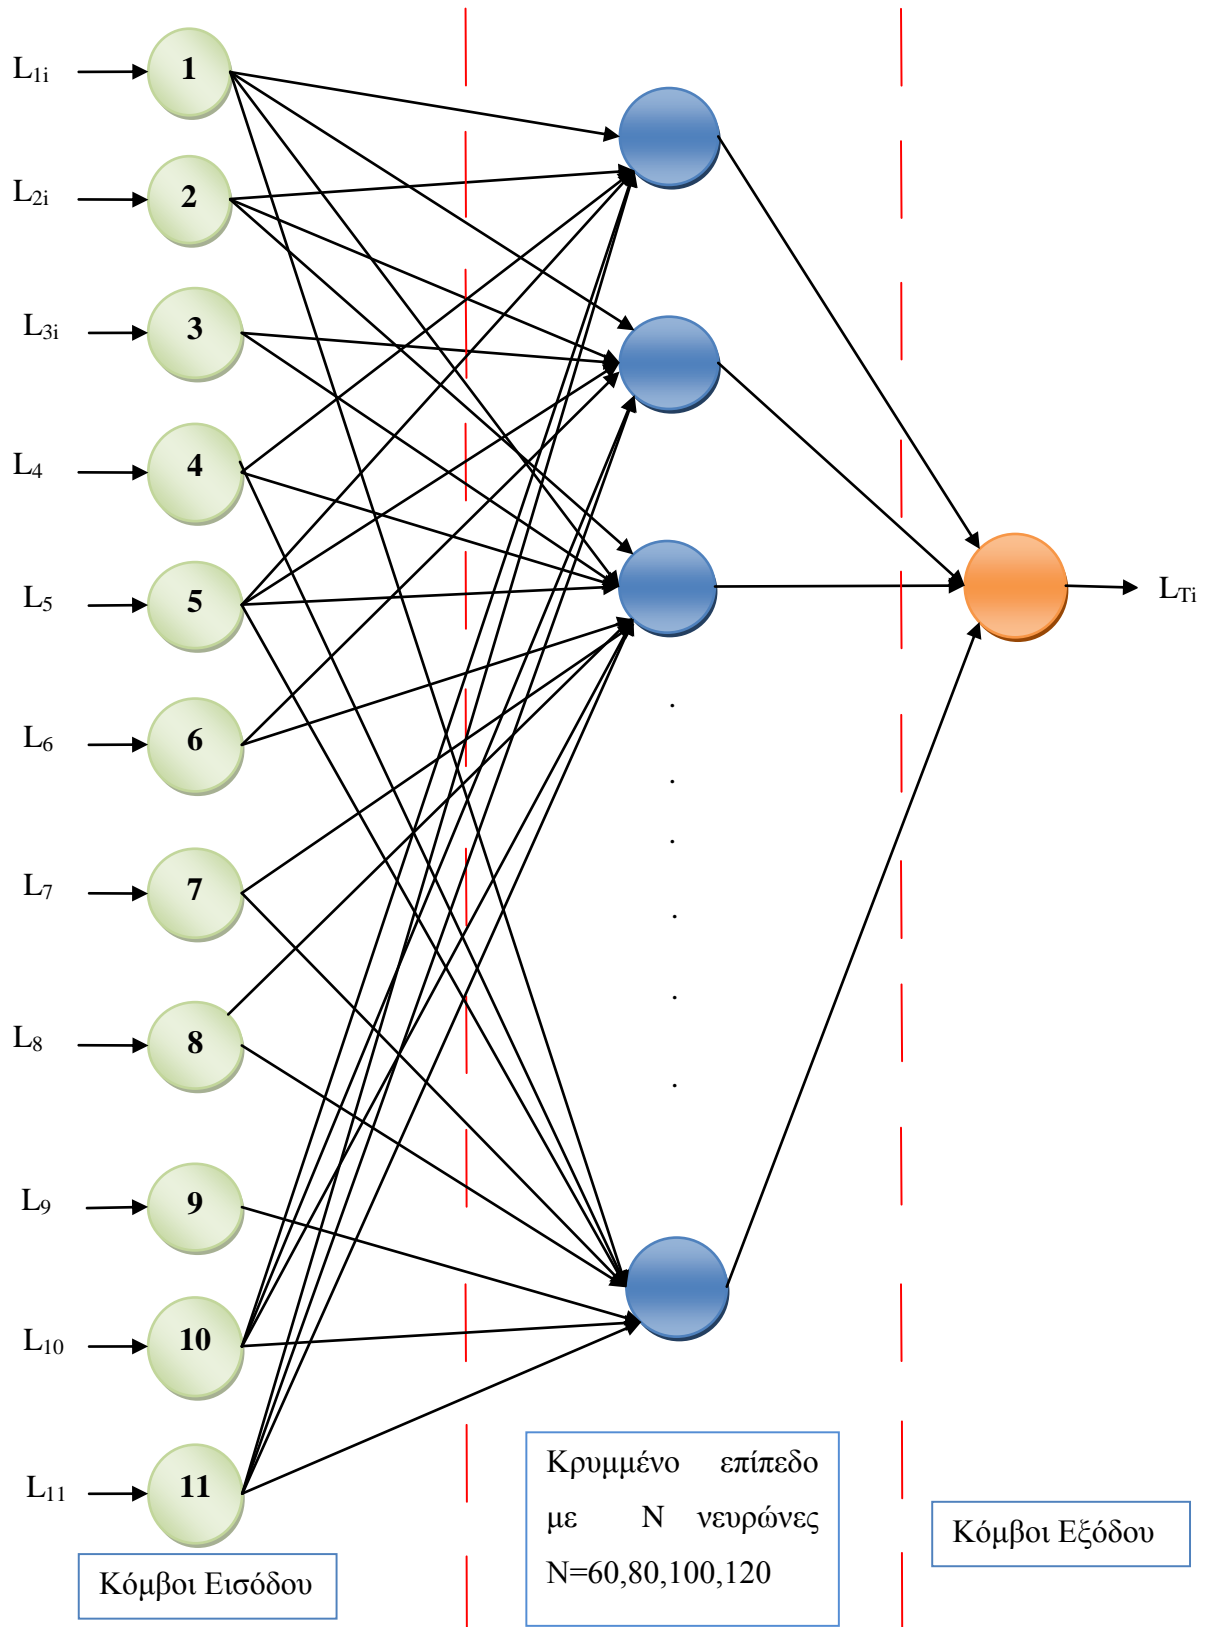 L1i
1
L2i
2
L3i
3
L4
4
L5
5
L6
6
L7
7
L8
8
L9
9
L10
10
L11
11
LTi
Κόμβοι Εισόδου
Κρυμμένο επίπεδο
με N νευρώνες
N=60,80,100,120
Κόμβοι Εξόδου